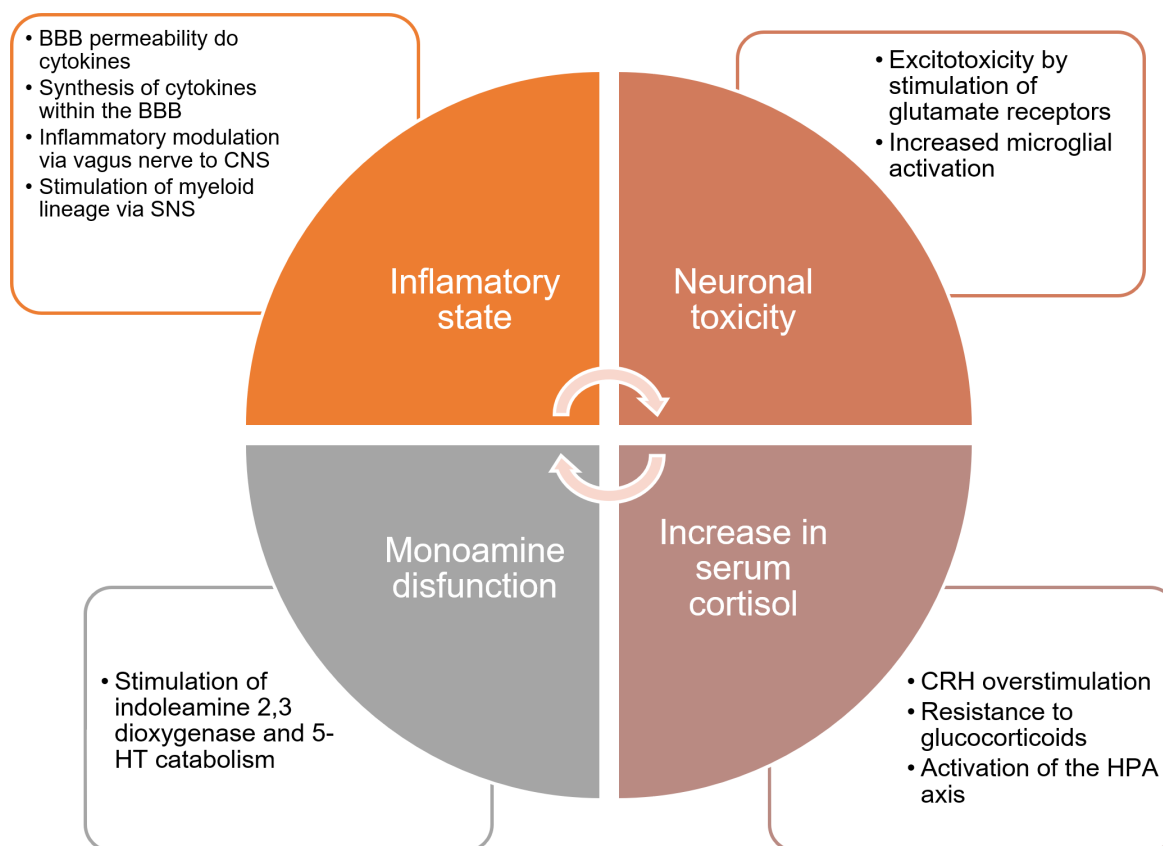 • BBB permeability do
cytokines
• Synthesis of cytokines
within the BBB
• Inflammatory modulation
via vagus nerve to CNS
• Stimulation of myeloid
lineage via SNS
• Excitotoxicity by
stimulation of
glutamate receptors
• Increased microglial
activation
Inflamatory
state
Neuronal
toxicity
Monoamine
disfunction
Increase in
serum
cortisol
• Stimulation of
indoleamine 2,3
dioxygenase and 5-
HT catabolism
• CRH overstimulation
• Resistance to
glucocorticoids
• Activation of the HPA
axis